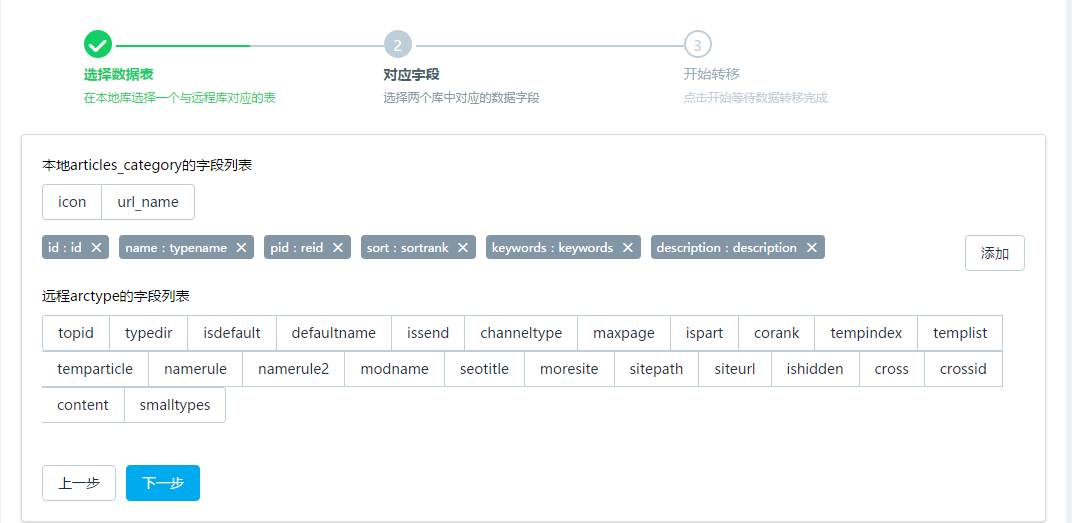 2 3
选择数据表 对应字段 开始转移
在本地库选择一个与远程库对应的表 选择两个库中对应的数据字段 点击开始等待数据转移完成
本地articles_category的字段列表
icon url_name
id : id × name : typename × pid : reid × sort : sortrank × keywords : keywords × description : description × 添加
远程arctype的字段列表
topid typedir isdefault defaultname issend channeltype maxpage ispart corank tempindex templist
temparticle namerule namerule2 modname seotitle moresite sitepath siteurl ishidden cross crossid
content smalltypes
上一步 下一步